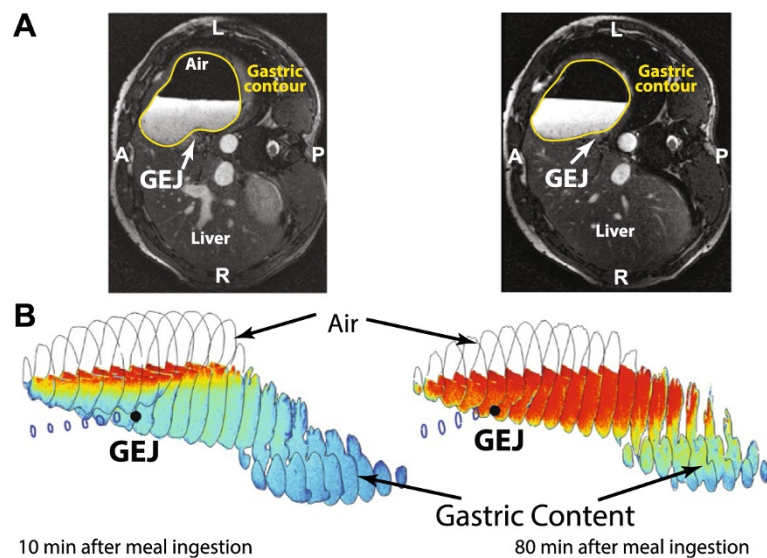 A
L
Air
Gastric
contour
A
P
GEJ
Liver
R
L
Gastric
contour
A
P
GEJ
Liver
R
B
Air
GEJ
GEJ
Gastric Content
10 min after meal ingestion
80 min after meal ingestion